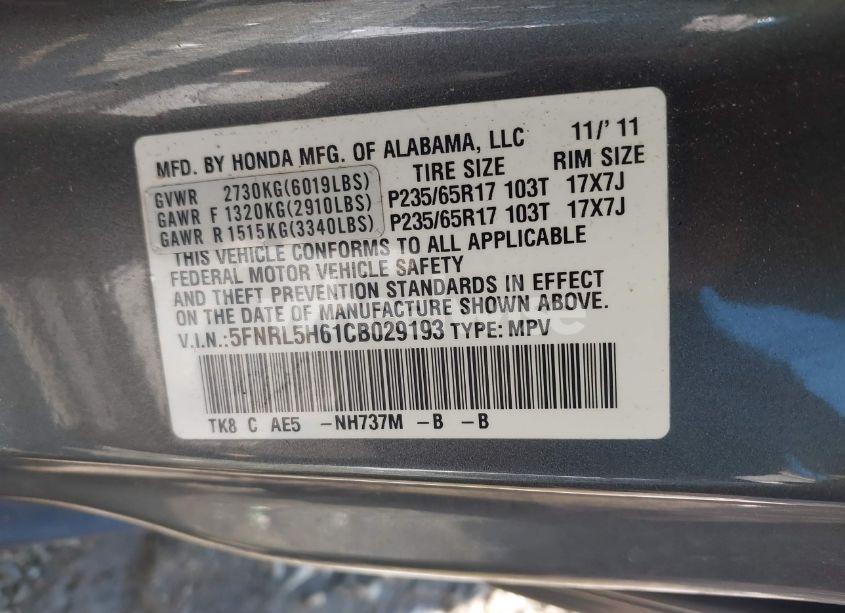 MFD. BY HONDA MFG. OF ALABAMA, LLC 11/' 11
TIRE SIZE RIM SIZE
GVWR 2730KG(6019LBS)
GAWR F 1320KG(2910LBS) P235/65R17 103T 17X7J
GAWR R 1515KG(3340LBS) P235/65R17 103T 17X7J
THIS VEHICLE CONFORMS TO ALL APPLICABLE
FEDERAL MOTOR VEHICLE SAFETY
AND THEFT PREVENTION STANDARDS IN EFFECT
ON THE DATE OF MANUFACTURE SHOWN ABOVE.
V.I.N.:5FNRL5H61CB029193 TYPE: MPV
TK8 C AE5 -NH737M -B -B